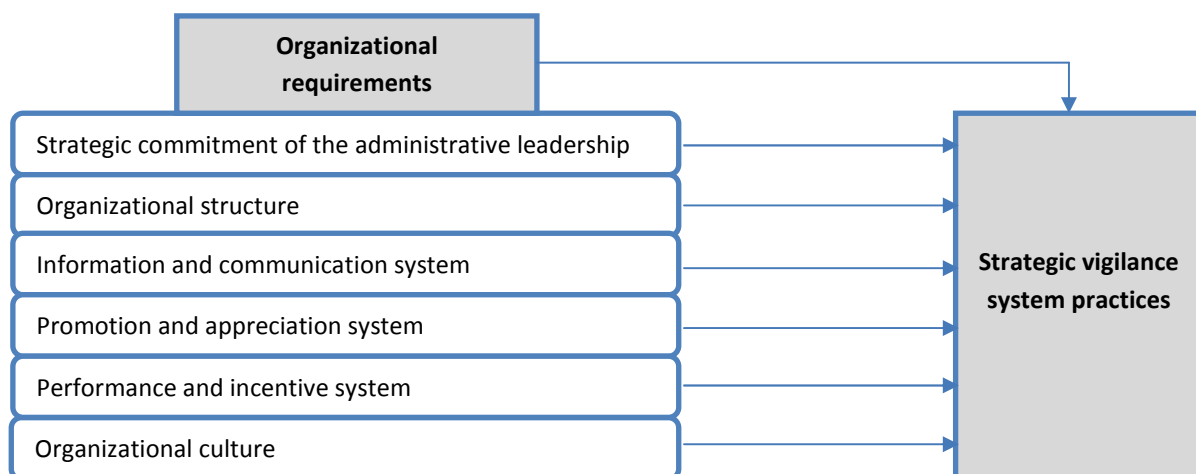 Organizational
requirements
Strategic commitment of the administrative leadership
Organizational structure
Information and communication system
Promotion and appreciation system
Performance and incentive system
Organizational culture
Strategic vigilance
system practices